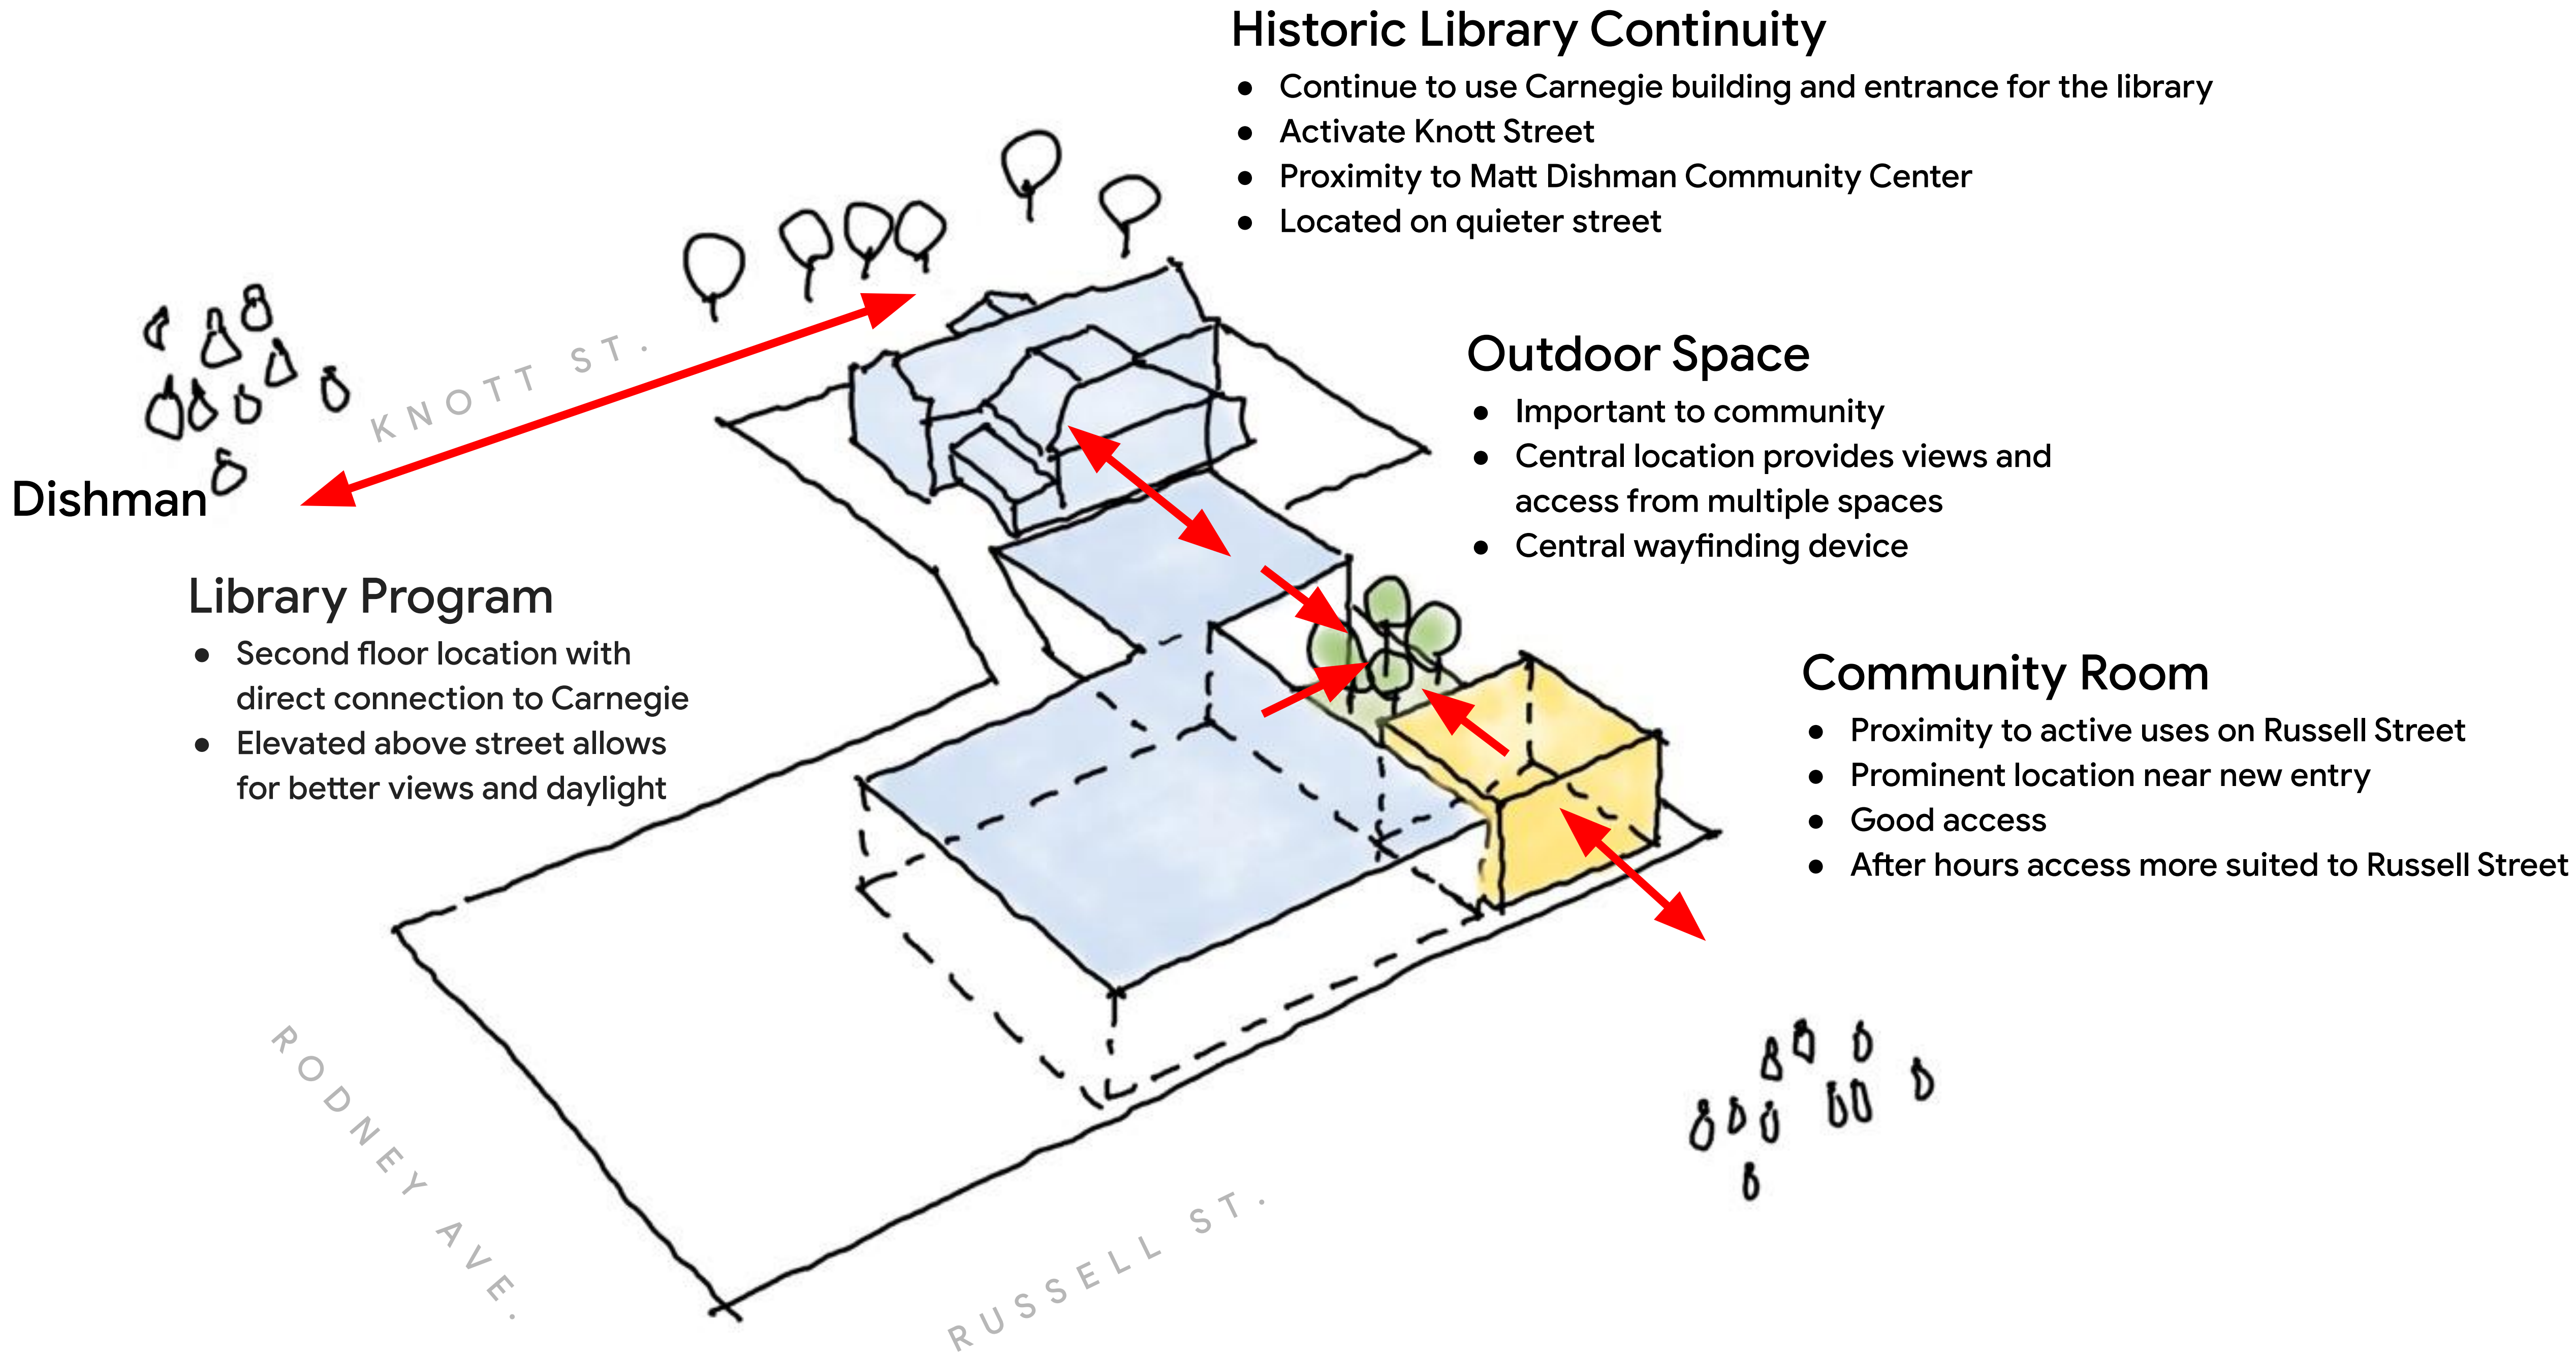 Historic Library Continuity
● Continue to use Carnegie building and entrance for the library
● Activate Knott Street
● Proximity to Matt Dishman Community Center
● Located on quieter street
KNOTT ST.
Dishman
Outdoor Space
● Important to community
● Central location provides views and
access from multiple spaces
● Central wayfinding device
Library Program
● Second floor location with
direct connection to Carnegie
● Elevated above street allows
for better views and daylight
Community Room
● Proximity to active uses on Russell Street
● Prominent location near new entry
● Good access
● After hours access more suited to Russell Street
RODNEY AVE.
RUSSELL ST.